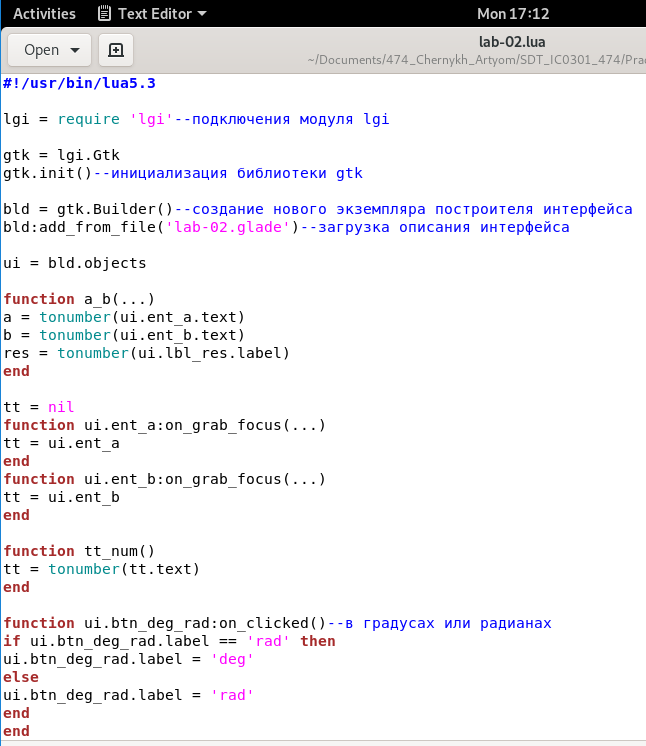 Activities Text Editor Mon 17:12
Open
lab-02.lua
~/Documents/474_Chernykh_Artyom/SDT_IC0301_474/Prac
#!/usr/bin/lua5.3
lgi = require 'lgi'--подключения модуля lgi
gtk = lgi.Gtk
gtk.init()--инициализация библиотеки gtk
bld = gtk.Builder()--создание нового экземпляра построителя интерфейса
bld:add_from_file('lab-02.glade')--загрузка описания интерфейса
ui = bld.objects
function a_b(...)
a = tonumber(ui.ent_a.text)
b = tonumber(ui.ent_b.text)
res = tonumber(ui.lbl_res.label)
end
tt = nil
function ui.ent_a:on_grab_focus(...)
tt = ui.ent_a
end
function ui.ent_b:on_grab_focus(...)
tt = ui.ent_b
end
function tt_num()
tt = tonumber(tt.text)
end
function ui.btn_deg_rad:on_clicked()--в градусах или радианах
if ui.btn_deg_rad.label == 'rad' then
ui.btn_deg_rad.label = 'deg'
else
ui.btn_deg_rad.label = 'rad'
end
end